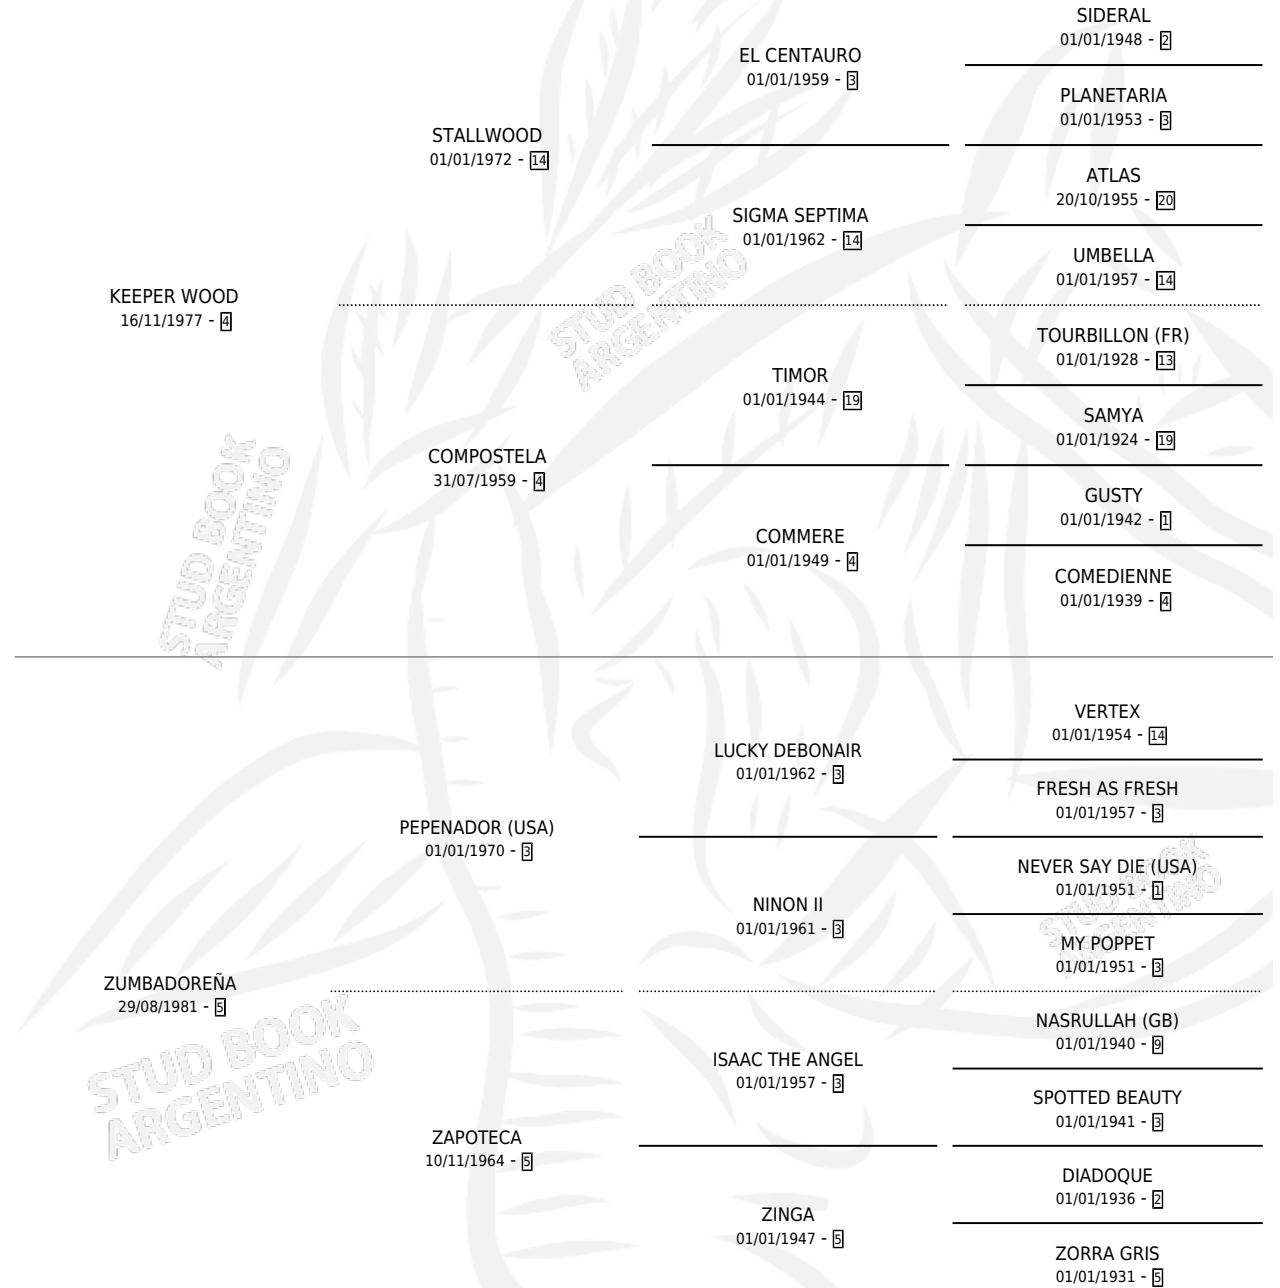 SIDERAL
01/01/1948 - 2
EL CENTAURO
01/01/1959 - 3
PLANETARIA
01/01/1953 - 3
STALLWOOD
01/01/1972 - 14
ATLAS
20/10/1955 - 20
SIGMA SEPTIMA
01/01/1962 - 14
UMBELLA
01/01/1957 - 14
KEEPER WOOD
16/11/1977 - 4
TOURBILLON (FR)
01/01/1928 - 13
TIMOR
01/01/1944 - 19
SAMYA
01/01/1924 - 19
COMPOSTELA
31/07/1959 - 4
GUSTY
01/01/1942 - 1
COMMERE
01/01/1949 - 4
COMEDIENNE
01/01/1939 - 4
VERTEX
01/01/1954 - 14
LUCKY DEBONAIR
01/01/1962 - 3
FRESH AS FRESH
01/01/1957 - 3
PEPENADOR (USA)
01/01/1970 - 3
NEVER SAY DIE (USA)
01/01/1951 - 1
NINON II
01/01/1961 - 3
MY POPPET
01/01/1951 - 3
ZUMBADOREÑA
29/08/1981 - 5
NASRULLAH (GB)
01/01/1940 - 9
ISAAC THE ANGEL
01/01/1957 - 3
SPOTTED BEAUTY
01/01/1941 - 3
ZAPOTECA
10/11/1964 - 5
DIADOQUE
01/01/1936 - 2
ZINGA
01/01/1947 - 5
ZORRA GRIS
01/01/1931 - 5
STUD BOOK
ARGENTINO
STUD BOOK
ARGENTINO
STUD BOOK
ARGENTINO
STUD BOOK
ARGENTINO